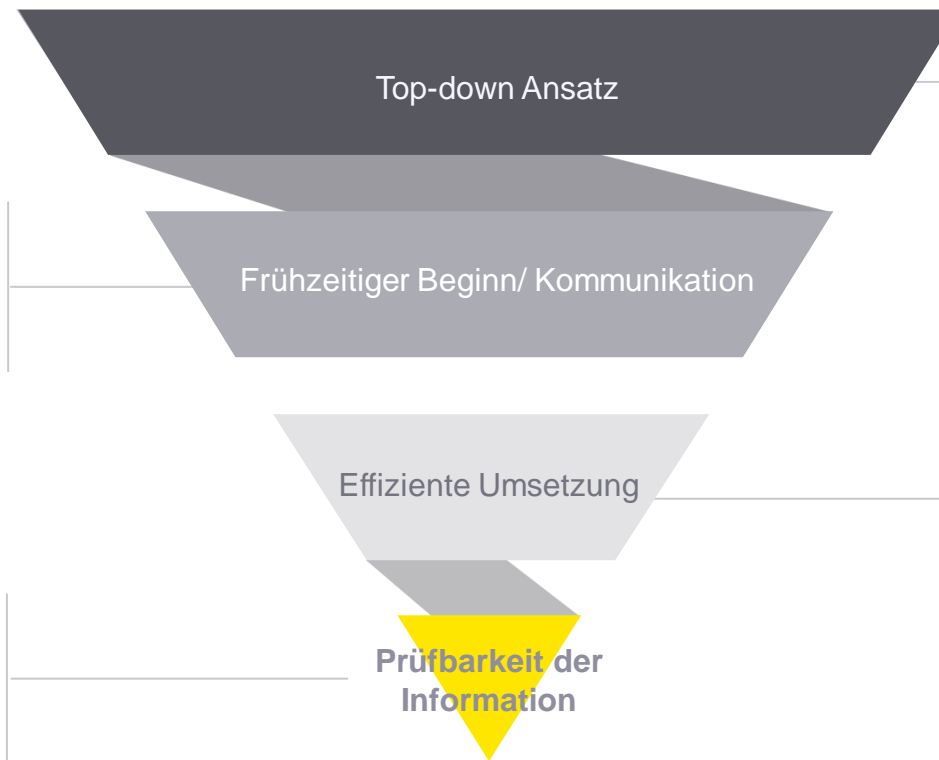 Top-down Ansatz
Frühzeitiger Beginn/ Kommunikation
Effiziente Umsetzung
Prüfbarkeit der
Information